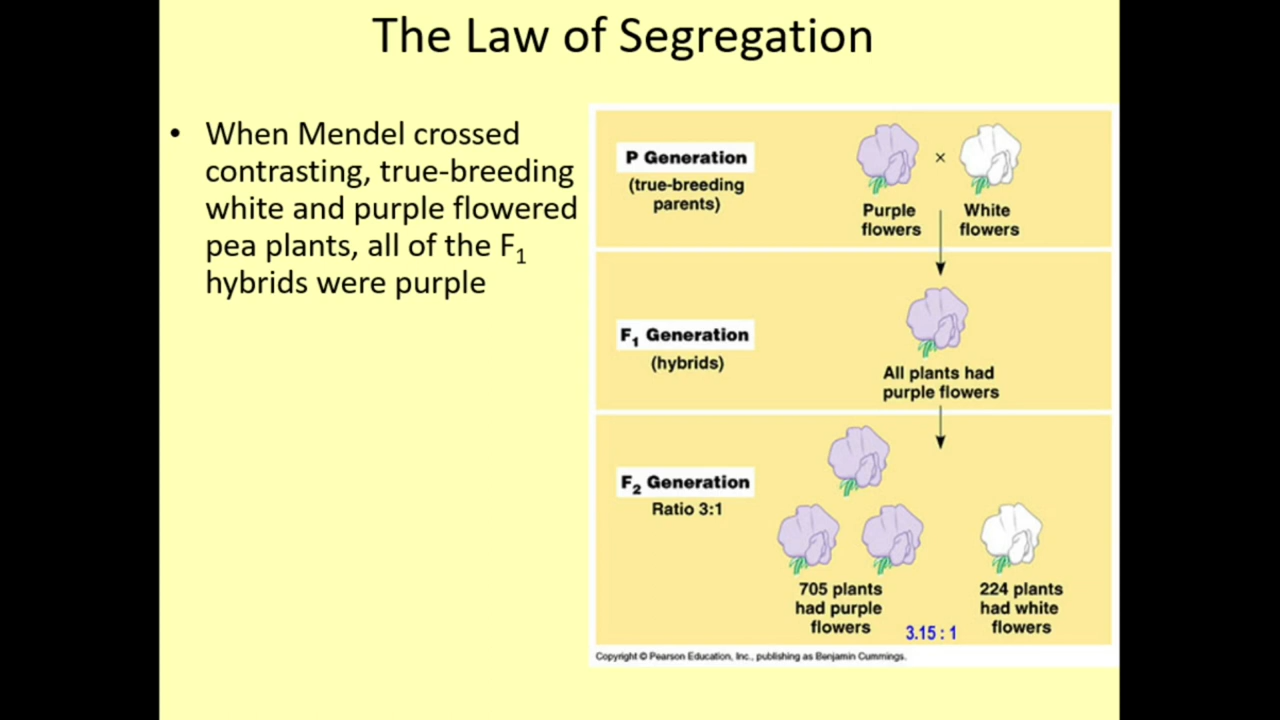 The Law of Segregation
• When Mendel crossed
contrasting, true-breeding
white and purple flowered
pea plants, all of the F₁
hybrids were purple
P Generation
(true-breeding
parents)
×
Purple
flowers
White
flowers
F₁ Generation
(hybrids)
All plants had
purple flowers
F₂ Generation
Ratio 3:1
705 plants
had purple
flowers
3.15 : 1
224 plants
had white
flowers
Copyright © Pearson Education, Inc., publishing as Benjamin Cummings.